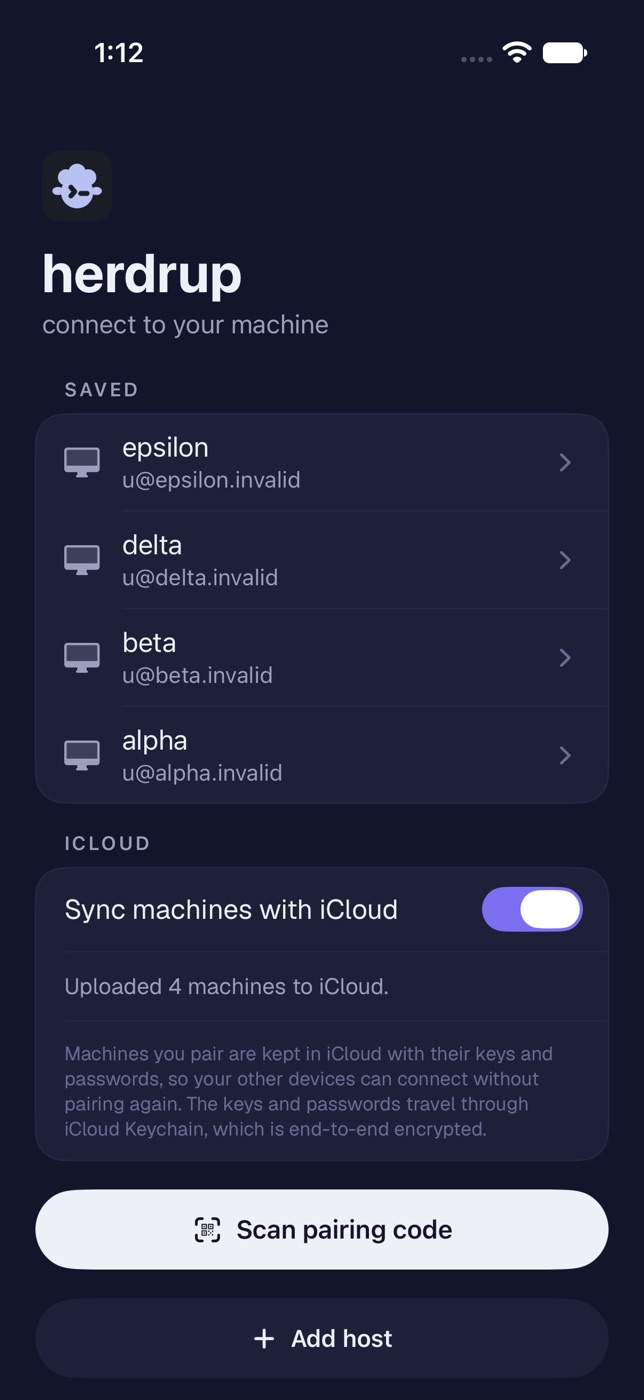 1:12
herdrup
connect to your machine
SAVED
epsilon
u@epsilon.invalid
delta
u@delta.invalid
beta
u@beta.invalid
alpha
u@alpha.invalid
ICLOUD
Sync machines with iCloud
Uploaded 4 machines to iCloud.
Machines you pair are kept in iCloud with their keys and
passwords, so your other devices can connect without
pairing again. The keys and passwords travel through
iCloud Keychain, which is end-to-end encrypted.
Scan pairing code
Add host